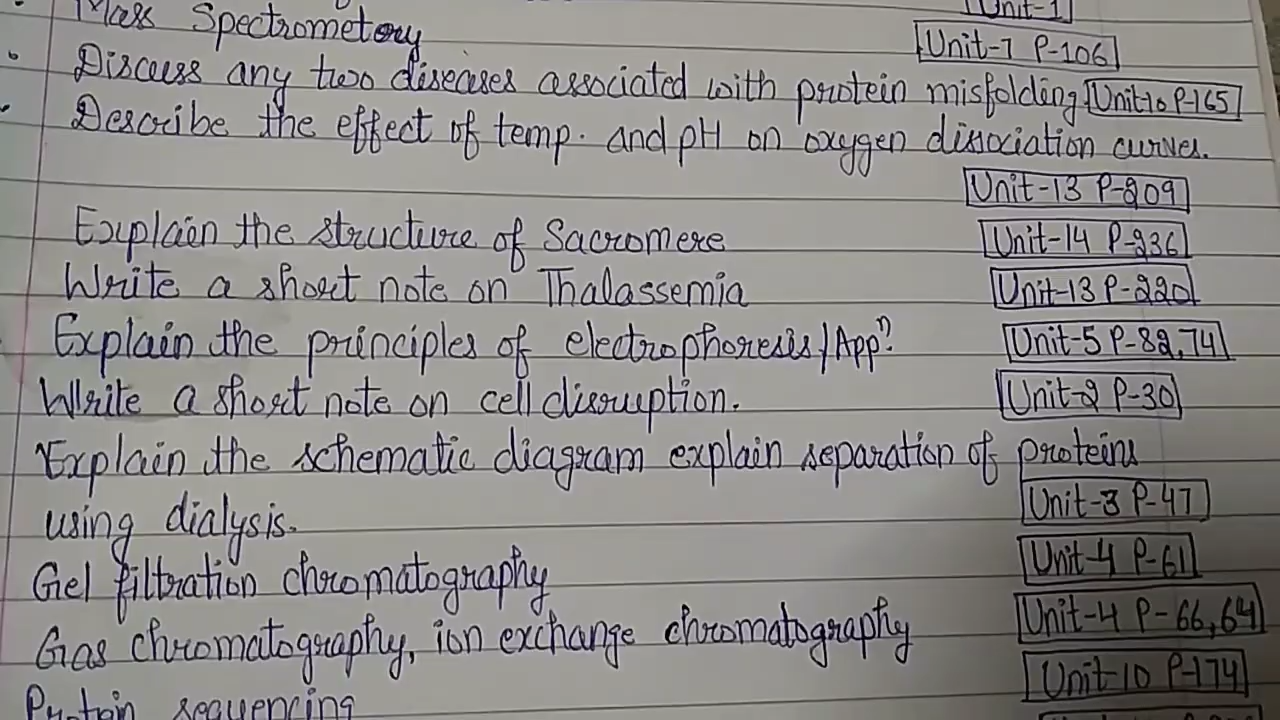 Unit-1
Mass Spectrometory
Unit-7 P-106
Discuss any two diseases associated with protein misfolding. Unit-10 P-165
Describe the effect of temp. and pH on oxygen dissociation curves.
Unit-13 P-209
Explain the structure of Sacromere Unit-14 P-236
Write a short note on Thalassemia Unit-13 P-220
Explain the principles of electrophoresis/Appⁿ. Unit-5 P-82,74
Write a short note on cell disruption. Unit-2 P-30
Explain the schematic diagram explain separation of proteins
using dialysis. Unit-3 P-47
Gel filtration chromatography Unit-4 P-61
Gas chromatography, ion exchange chromatography Unit-4 P-66,64
Protein sequencing Unit-10 P-174